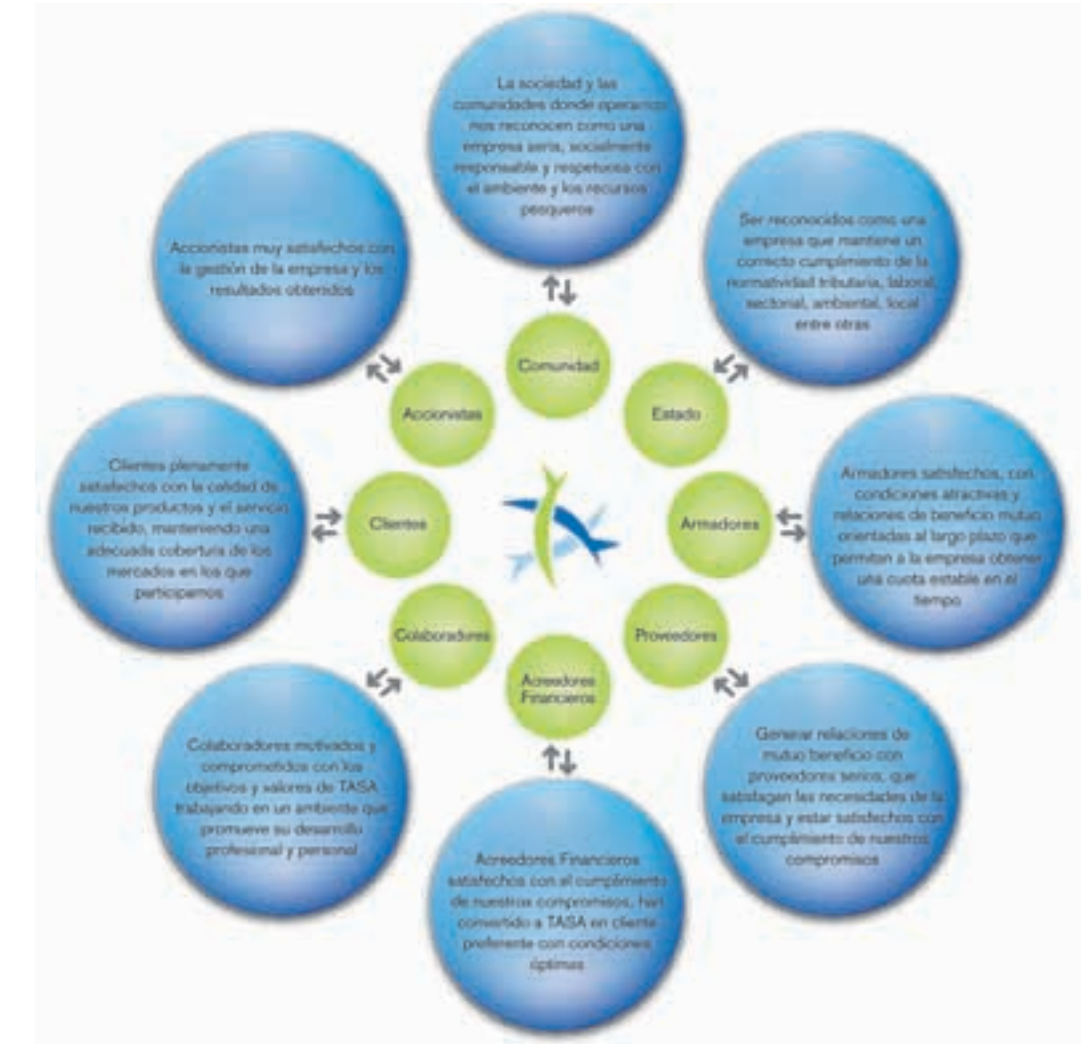 La sociedad y las
comunidades donde operamos
nos reconocen como una
empresa seria, socialmente
responsable y respetuosa con
el ambiente y los recursos
pesqueros
Ser reconocidos como una
empresa que mantiene un
correcto cumplimiento de la
normatividad tributaria, laboral,
sectorial, ambiental, local
entre otras
Armadores satisfechos, con
condiciones atractivas y
relaciones de beneficio mutuo
orientadas al largo plazo que
permitan a la empresa obtener
una cuota estable en el
tiempo
Generar relaciones de
mutuo beneficio con
proveedores serios, que
satisfagen las necesidades de la
empresa y estar satisfechos con
el cumplimiento de nuestros
compromisos
Acreedores Financieros
satisfechos con el cumplimiento
de nuestros compromisos, han
convertido a TASA en cliente
preferente con condiciones
óptimas
Colaboradores motivados y
comprometidos con los
objetivos y valores de TASA
trabajando en un ambiente que
promueve su desarrollo
profesional y personal
Clientes plenamente
satisfechos con la calidad de
nuestros productos y el servicio
recibido, manteniendo una
adecuada cobertura de los
mercados en los que
participamos
Accionistas muy satisfechos con
la gestión de la empresa y los
resultados obtenidos
Comunidad
Estado
Armadores
Proveedores
Acreedores
Financieros
Colaboradores
Clientes
Accionistas